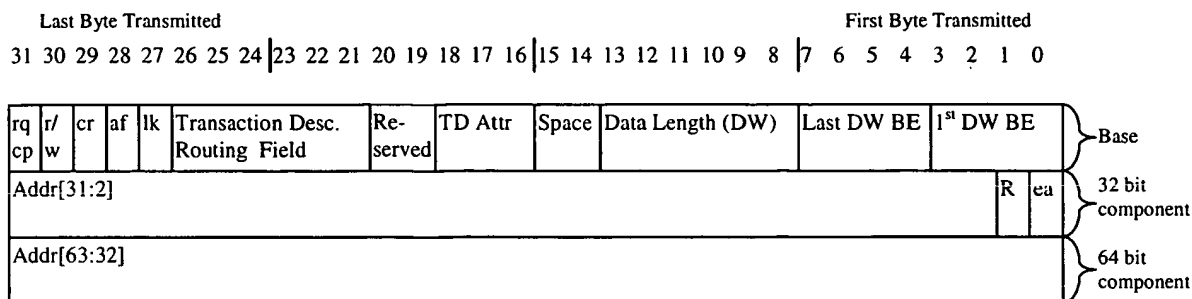 Last Byte Transmitted First Byte Transmitted
31 30 29 28 27 26 25 24 23 22 21 20 19 18 17 16 15 14 13 12 11 10 9 8 7 6 5 4 3 2 1 0
rq r/ cr af lk Transaction Desc. Re- TD Attr Space Data Length (DW) Last DW BE 1st DW BE
cp w Routing Field served
Base
Addr[31:2] R ea 32 bit
component
Addr[63:32] 64 bit
component